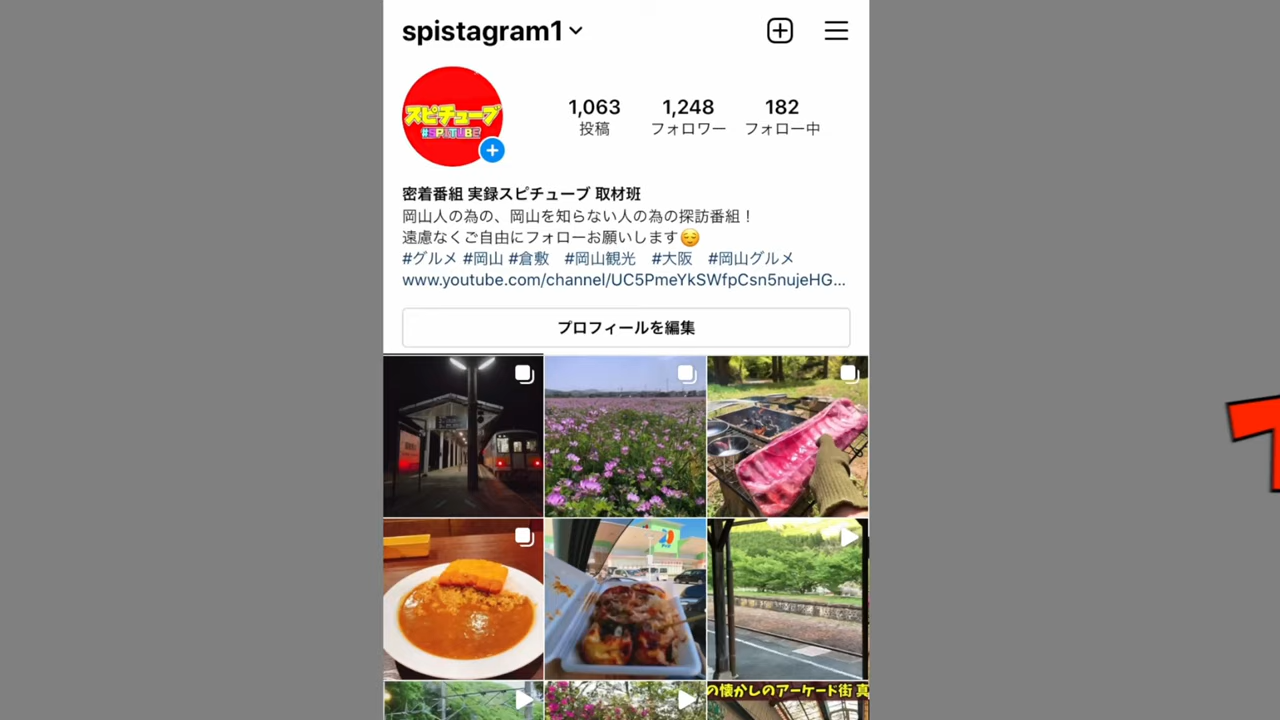 spistagram1
スピチューブ
#SPITUBE
1,063
投稿
1,248
フォロワー
182
フォロー中
密着番組 実録スピチューブ 取材班
岡山人の為の、岡山を知らない人の為の探訪番組！
遠慮なくご自由にフォローお願いします😌
#グルメ #岡山 #倉敷　#岡山観光　#大阪　#岡山グルメ
www.youtube.com/channel/UC5PmeYkSWfpCsn5nujeHG...
プロフィールを編集
の懐かしのアーケード街 真